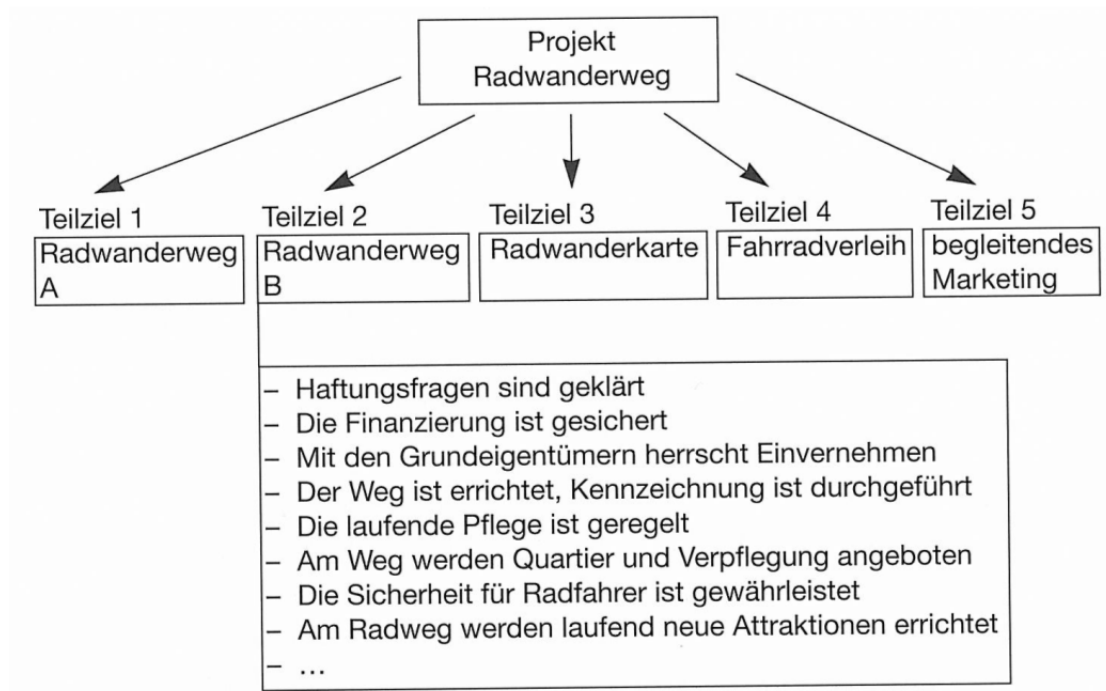 Projekt
Radwanderweg
Teilziel 1
Radwanderweg
A
Teilziel 2
Radwanderweg
B
Teilziel 3
Radwanderkarte
Teilziel 4
Fahrradverleih
Teilziel 5
begleitendes
Marketing
– Haftungsfragen sind geklärt
– Die Finanzierung ist gesichert
– Mit den Grundeigentümern herrscht Einvernehmen
– Der Weg ist errichtet, Kennzeichnung ist durchgeführt
– Die laufende Pflege ist geregelt
– Am Weg werden Quartier und Verpflegung angeboten
– Die Sicherheit für Radfahrer ist gewährleistet
– Am Radweg werden laufend neue Attraktionen errichtet
– ...